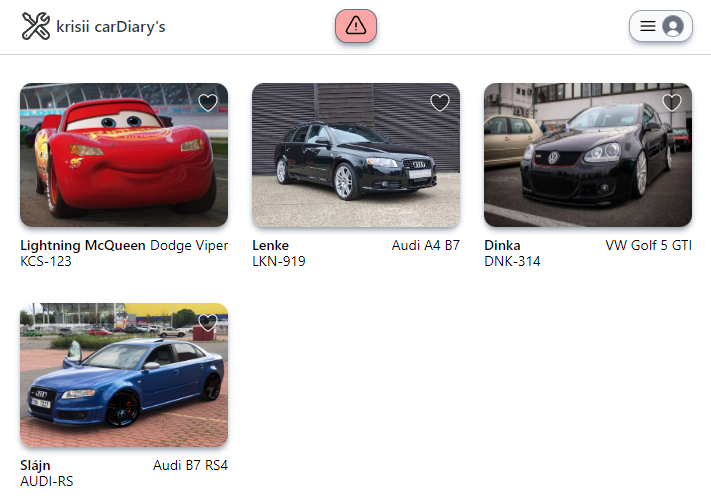 krisii carDiary's
Lightning McQueen Dodge Viper
KCS-123
Lenke Audi A4 B7
LKN-919
Dinka VW Golf 5 GTI
DNK-314
Slájn Audi B7 RS4
AUDI-RS